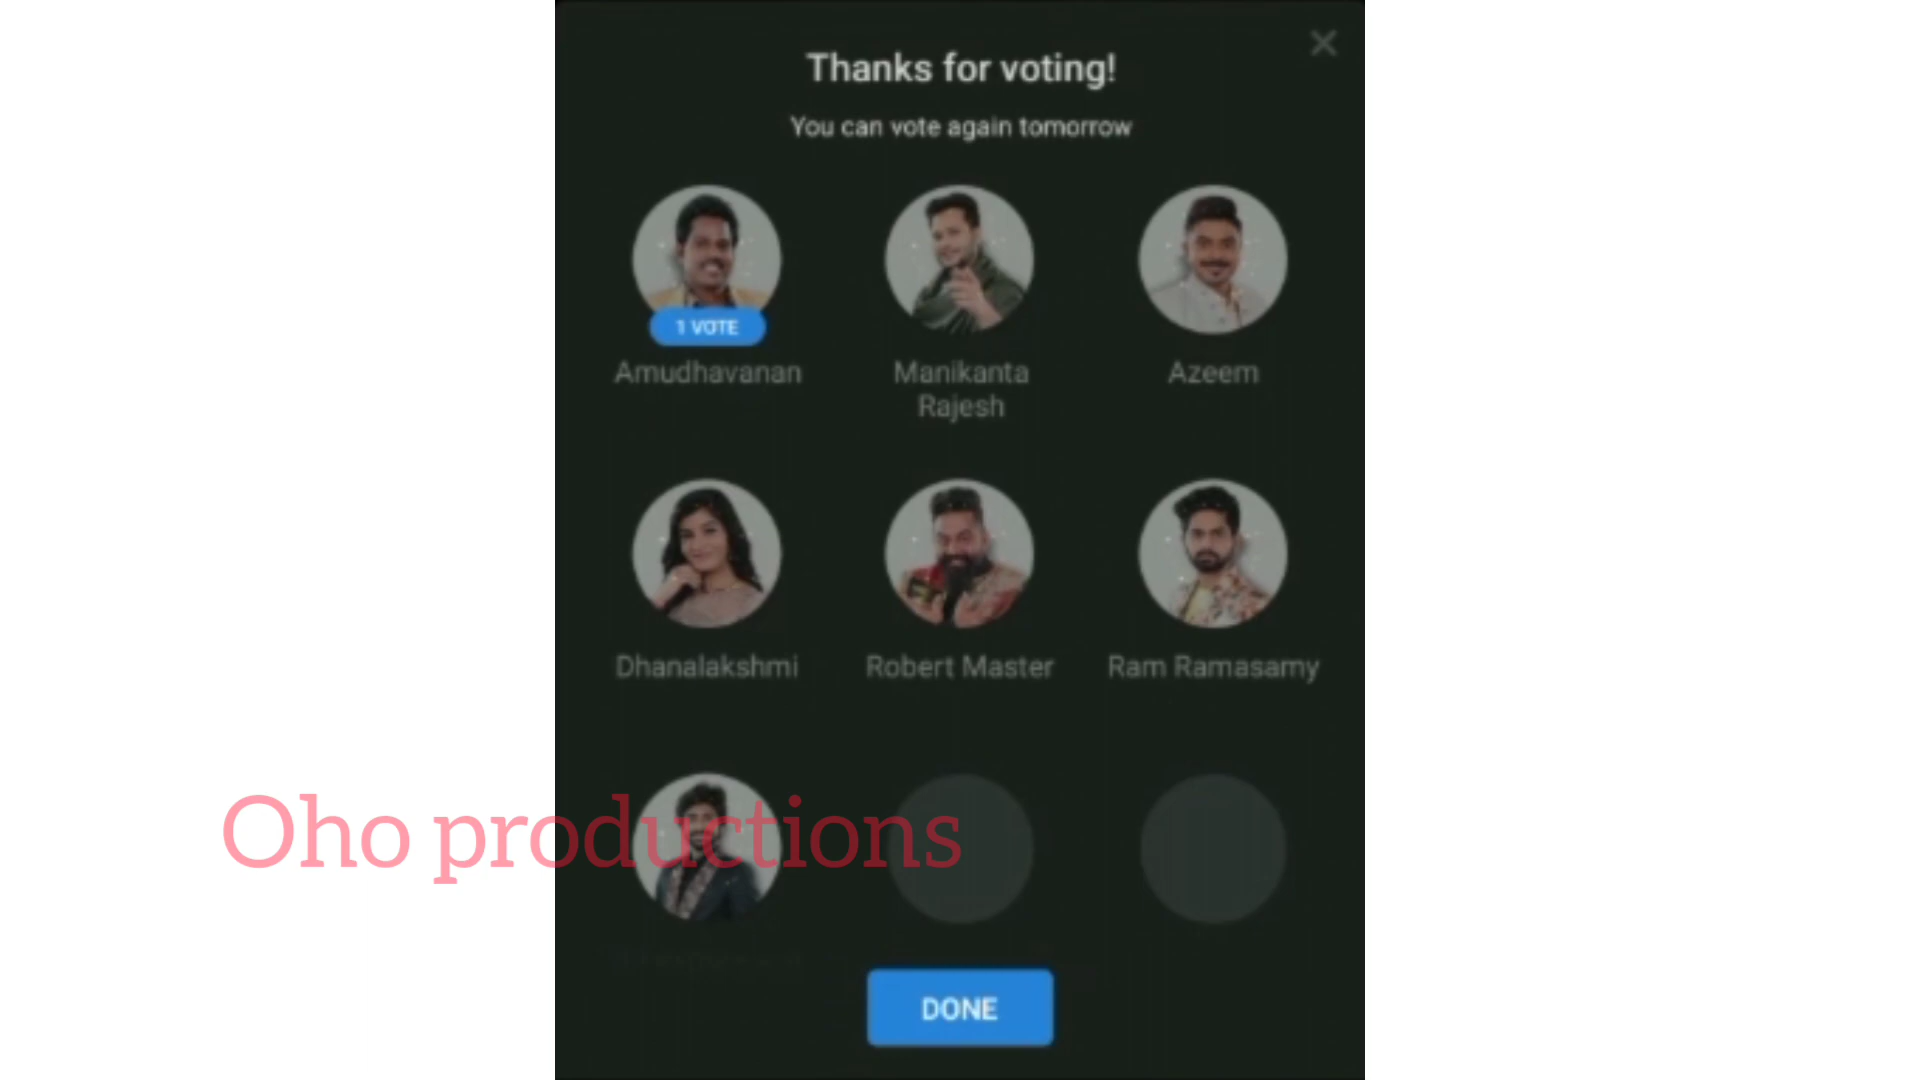 Thanks for voting!
You can vote again tomorrow
1 VOTE
Amudhavanan
Manikanta
Rajesh
Azeem
Dhanalakshmi
Robert Master
Ram Ramasamy
Oho productions
DONE